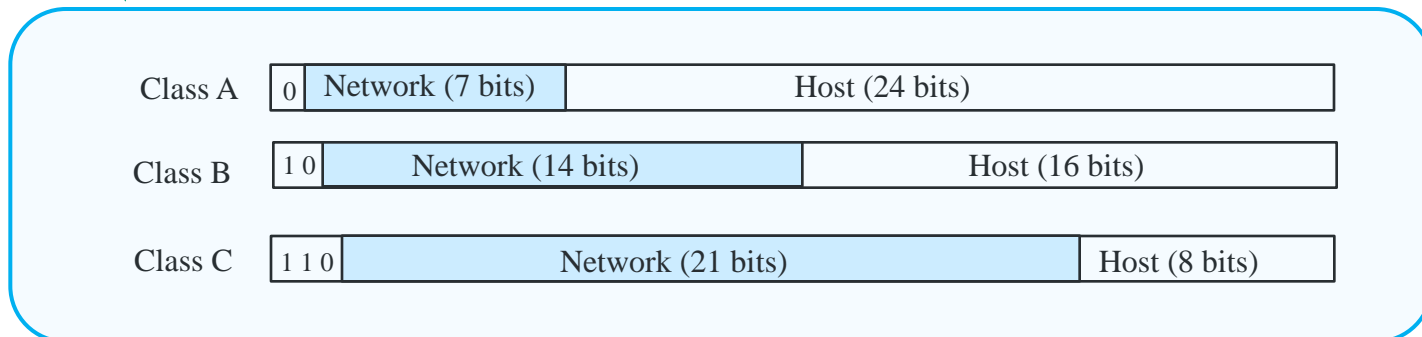 Class A 0 Network (7 bits) Host (24 bits)
Class B 1 0 Network (14 bits) Host (16 bits)
Class C 1 1 0 Network (21 bits) Host (8 bits)